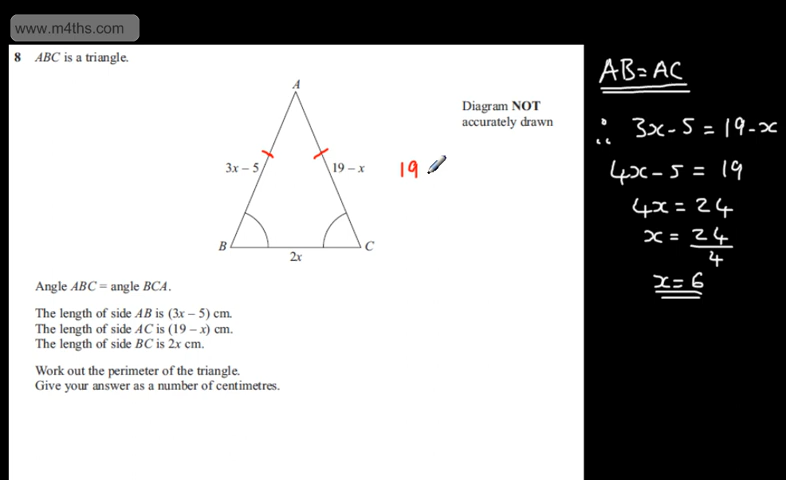 www.m4ths.com
8 ABC is a triangle.
A
Diagram NOT
accurately drawn
3x – 5
19 – x
19
B
C
2x
Angle ABC = angle BCA.
The length of side AB is (3x – 5) cm.
The length of side AC is (19 – x) cm.
The length of side BC is 2x cm.
Work out the perimeter of the triangle.
Give your answer as a number of centimetres.
AB = AC
∴ 3x - 5 = 19 - x
4x - 5 = 19
4x = 24
x = 24/4
x = 6